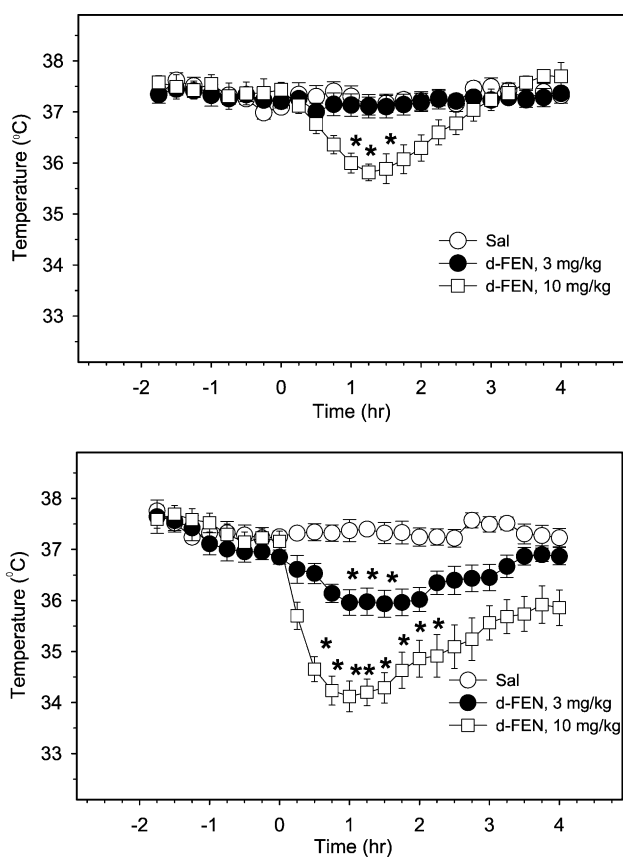 38
37
36
35
34
33
Temperature (ºC)
* * *
Sal
d-FEN, 3 mg/kg
d-FEN, 10 mg/kg
-2 -1 0 1 2 3 4
Time (hr)
38
37
36
35
34
33
Temperature (ºC)
* * *
* * ** * * * *
Sal
d-FEN, 3 mg/kg
d-FEN, 10 mg/kg
-2 -1 0 1 2 3 4
Time (hr)